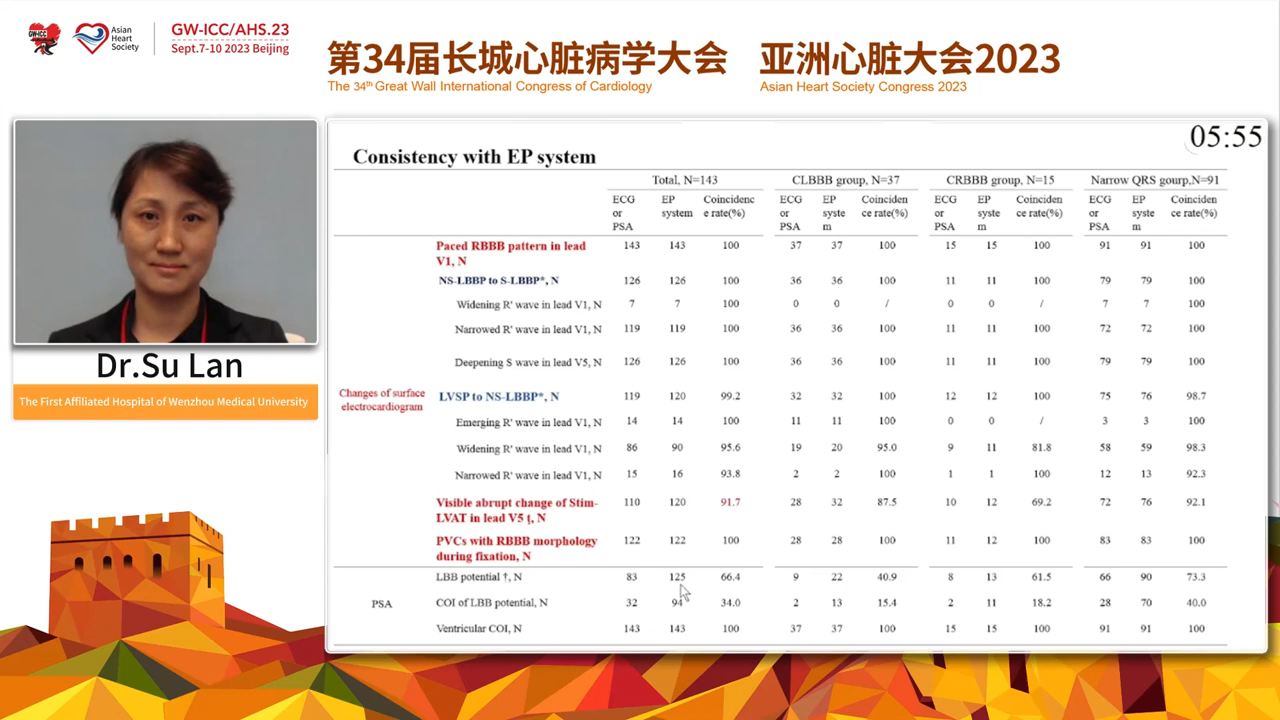 GW-ICC
Asian
Heart
Society
GW-ICC/AHS.23
Sept.7-10 2023 Beijing
第34届长城心脏病学大会 亚洲心脏大会2023
The 34th Great Wall International Congress of Cardiology Asian Heart Society Congress 2023
Dr.Su Lan
The First Affiliated Hospital of Wenzhou Medical University
05:55
Consistency with EP system
Total, N=143 CLBBB group, N=37 CRBBB group, N=15 Narrow QRS gourp,N=91
ECG EP Coincidenc ECG EP Coinciden ECG EP Coinciden ECG EP Coinciden
or system e rate(%) or syste ce rate(%) or syste ce rate(%) or syste ce rate(%)
PSA PSA m PSA m PSA m
Paced RBBB pattern in lead 143 143 100 37 37 100 15 15 100 91 91 100
V1, N
NS-LBBP to S-LBBP*, N 126 126 100 36 36 100 11 11 100 79 79 100
Widening R' wave in lead V1, N 7 7 100 0 0 / 0 0 / 7 7 100
Narrowed R' wave in lead V1, N 119 119 100 36 36 100 11 11 100 72 72 100
Deepening S wave in lead V5, N 126 126 100 36 36 100 11 11 100 79 79 100
Changes of surface
electrocardiogram
LVSP to NS-LBBP*, N 119 120 99.2 32 32 100 12 12 100 75 76 98.7
Emerging R' wave in lead V1, N 14 14 100 11 11 100 0 0 / 3 3 100
Widening R' wave in lead V1, N 86 90 95.6 19 20 95.0 9 11 81.8 58 59 98.3
Narrowed R' wave in lead V1, N 15 16 93.8 2 2 100 1 1 100 12 13 92.3
Visible abrupt change of Stim- 110 120 91.7 28 32 87.5 10 12 69.2 72 76 92.1
LVAT in lead V5 ţ, N
PVCs with RBBB morphology 122 122 100 28 28 100 11 12 100 83 83 100
during fixation, N
LBB potential †, N 83 125 66.4 9 22 40.9 8 13 61.5 66 90 73.3
PSA COI of LBB potential, N 32 94 34.0 2 13 15.4 2 11 18.2 28 70 40.0
Ventricular COI, N 143 143 100 37 37 100 15 15 100 91 91 100